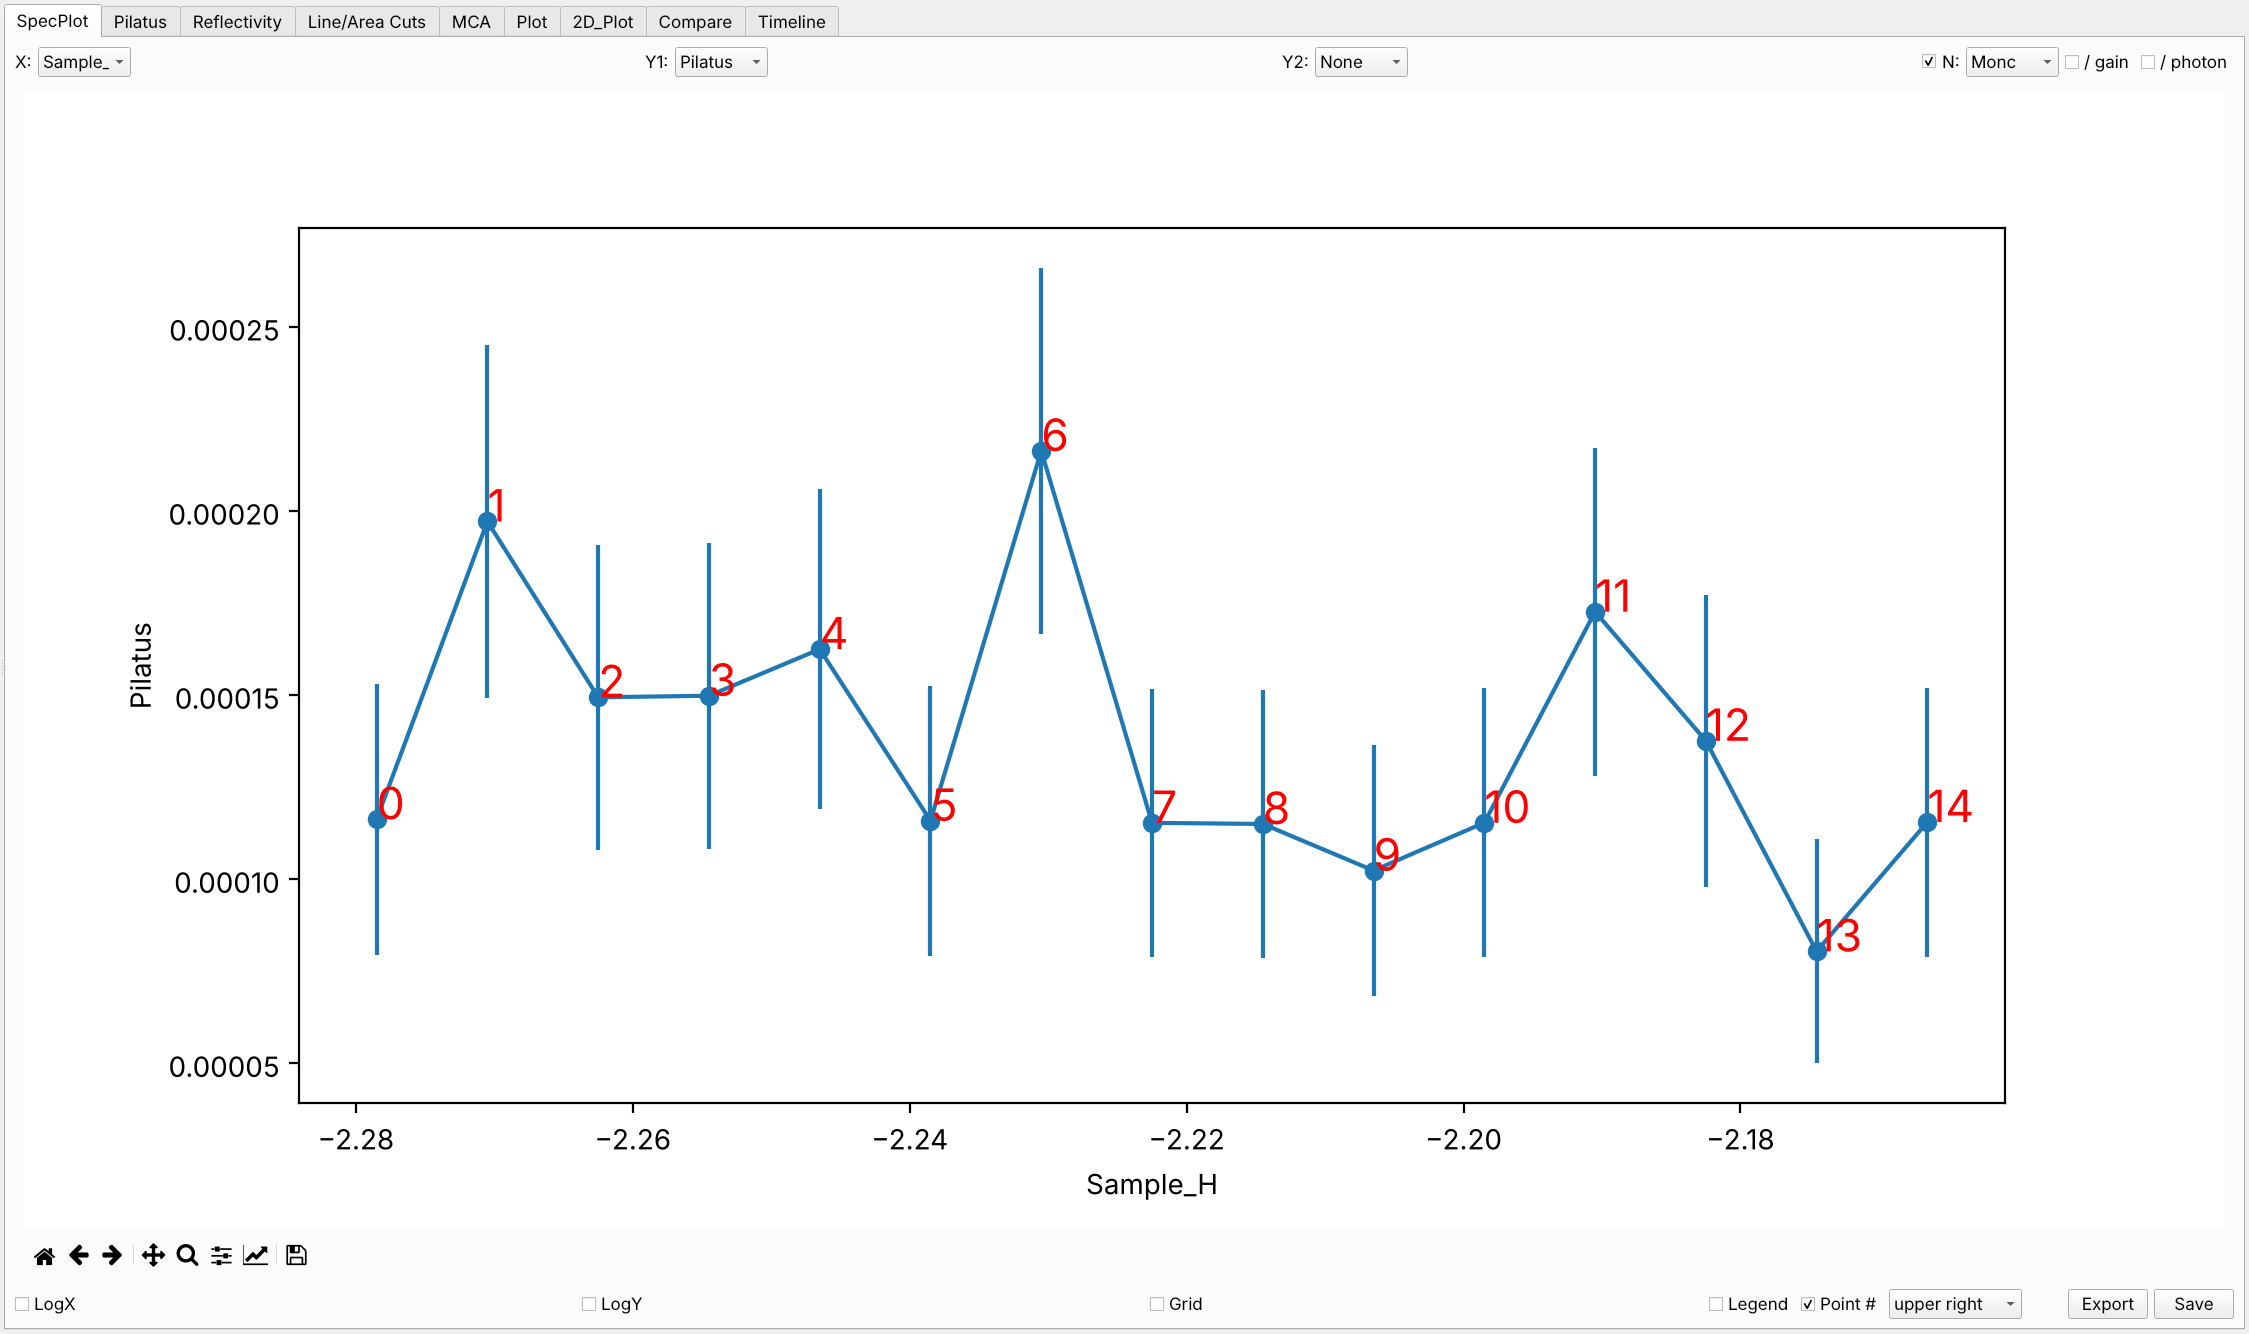 SpecPlot Pilatus Reflectivity Line/Area Cuts MCA Plot 2D_Plot Compare Timeline
X: Sample_ Y1: Pilatus Y2: None N: Monc / gain / photon
0.00025
0.00020
0.00015
0.00010
0.00005
Pilatus
0 1 2 3 4 5 6 7 8 9 10 11 12 13 14
−2.28 −2.26 −2.24 −2.22 −2.20 −2.18
Sample_H
LogX LogY Grid Legend Point # upper right Export Save